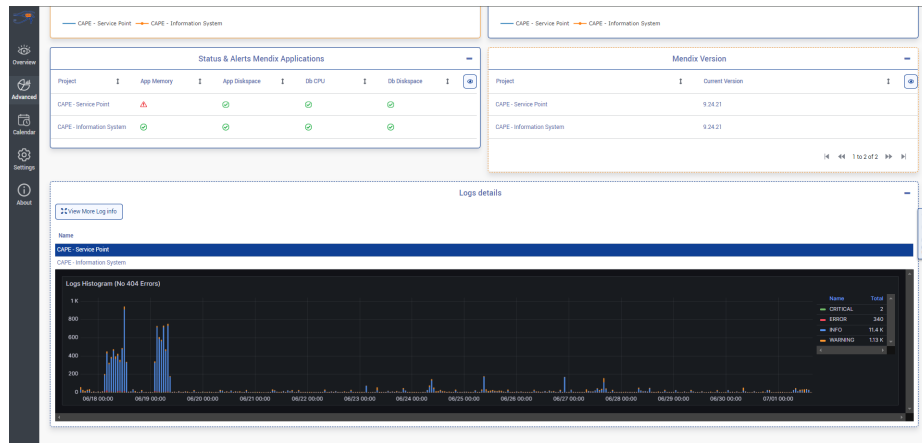 CAPE - Service Point CAPE - Information System
CAPE - Service Point CAPE - Information System
Overview
Advanced
Calendar
Settings
About
Status & Alerts Mendix Applications
Project App Memory App Diskspace Db CPU Db Diskspace
CAPE - Service Point
CAPE - Information System
Mendix Version
Project Current Version
CAPE - Service Point 9.24.21
CAPE - Information System 9.24.21
1 to 2 of 2
Logs details
View More Log info
Name
CAPE - Service Point
CAPE - Information System
Logs Histogram (No 404 Errors)
1 K
800
600
400
200
0
06/18 00:00 06/19 00:00 06/20 00:00 06/21 00:00 06/22 00:00 06/23 00:00 06/24 00:00 06/25 00:00 06/26 00:00 06/27 00:00 06/28 00:00 06/29 00:00 06/30 00:00 07/01 00:00
Name Total
CRITICAL 2
ERROR 340
INFO 11.4 K
WARNING 1.13 K